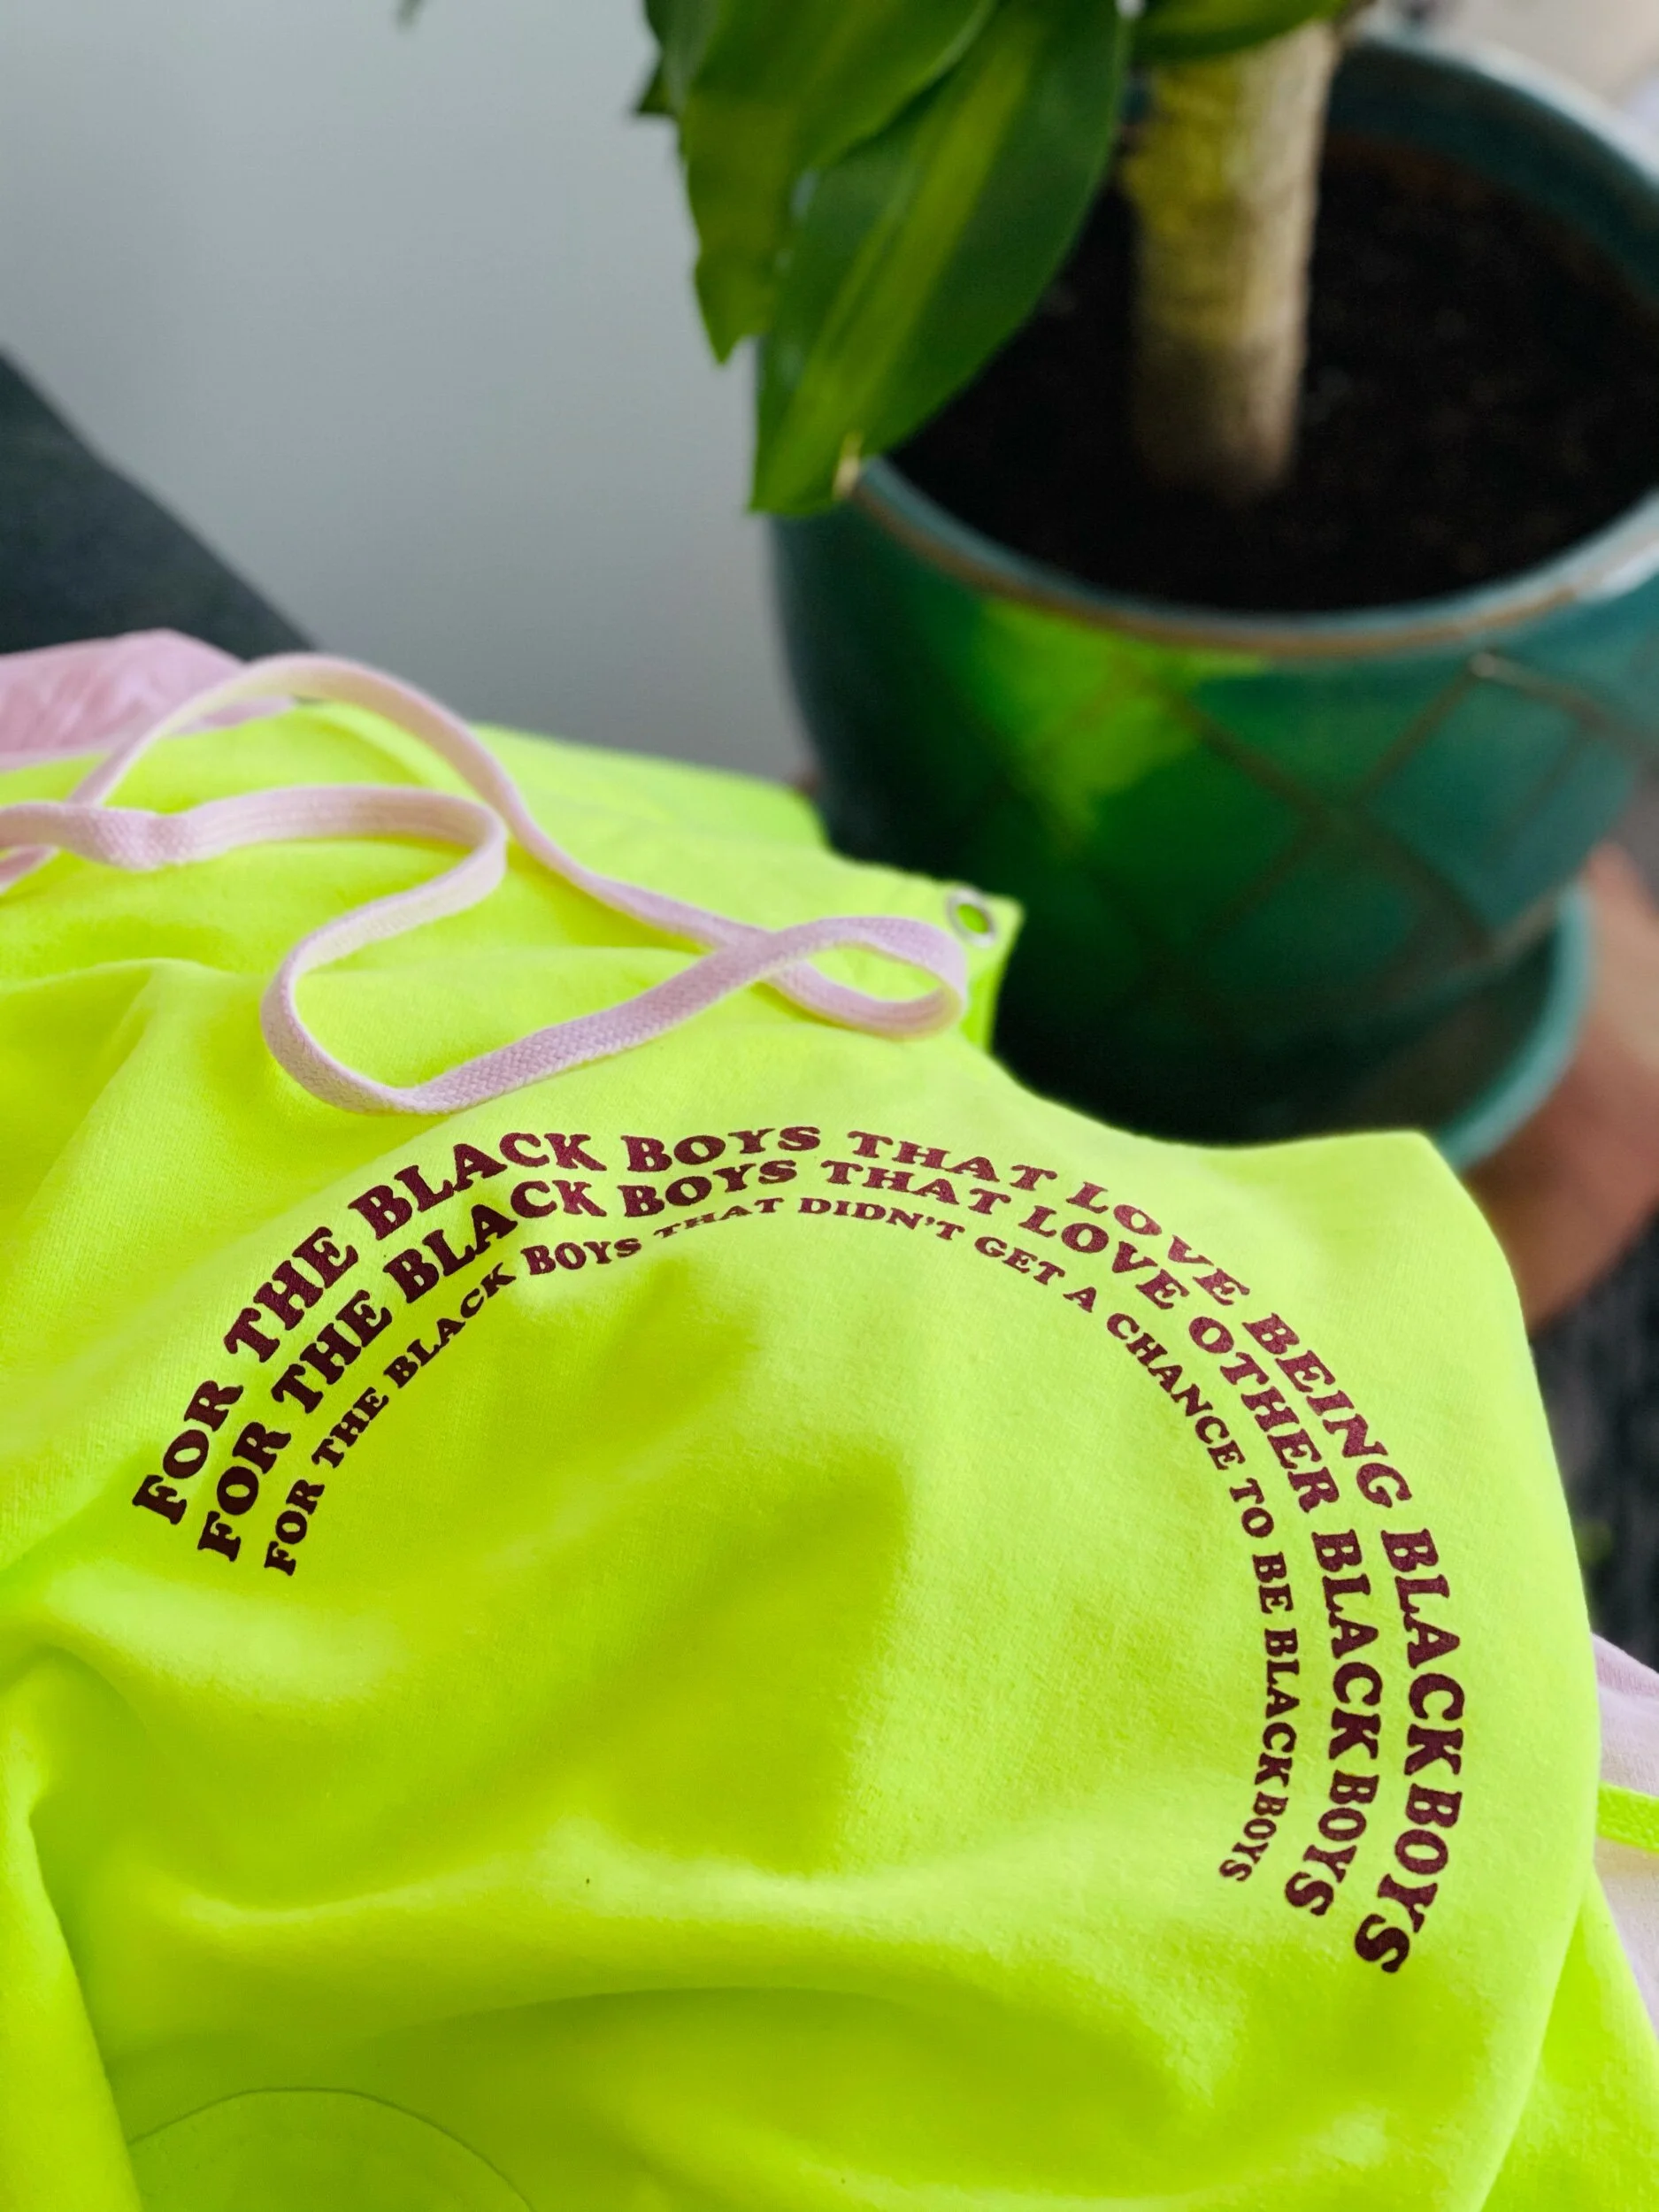 FOR THE BLACK BOYS THAT LOVE BEING BLACK BOYS
FOR THE BLACK BOYS THAT LOVE OTHER BLACK BOYS
FOR THE BLACK BOYS THAT DIDN'T GET A CHANCE TO BE BLACK BOYS